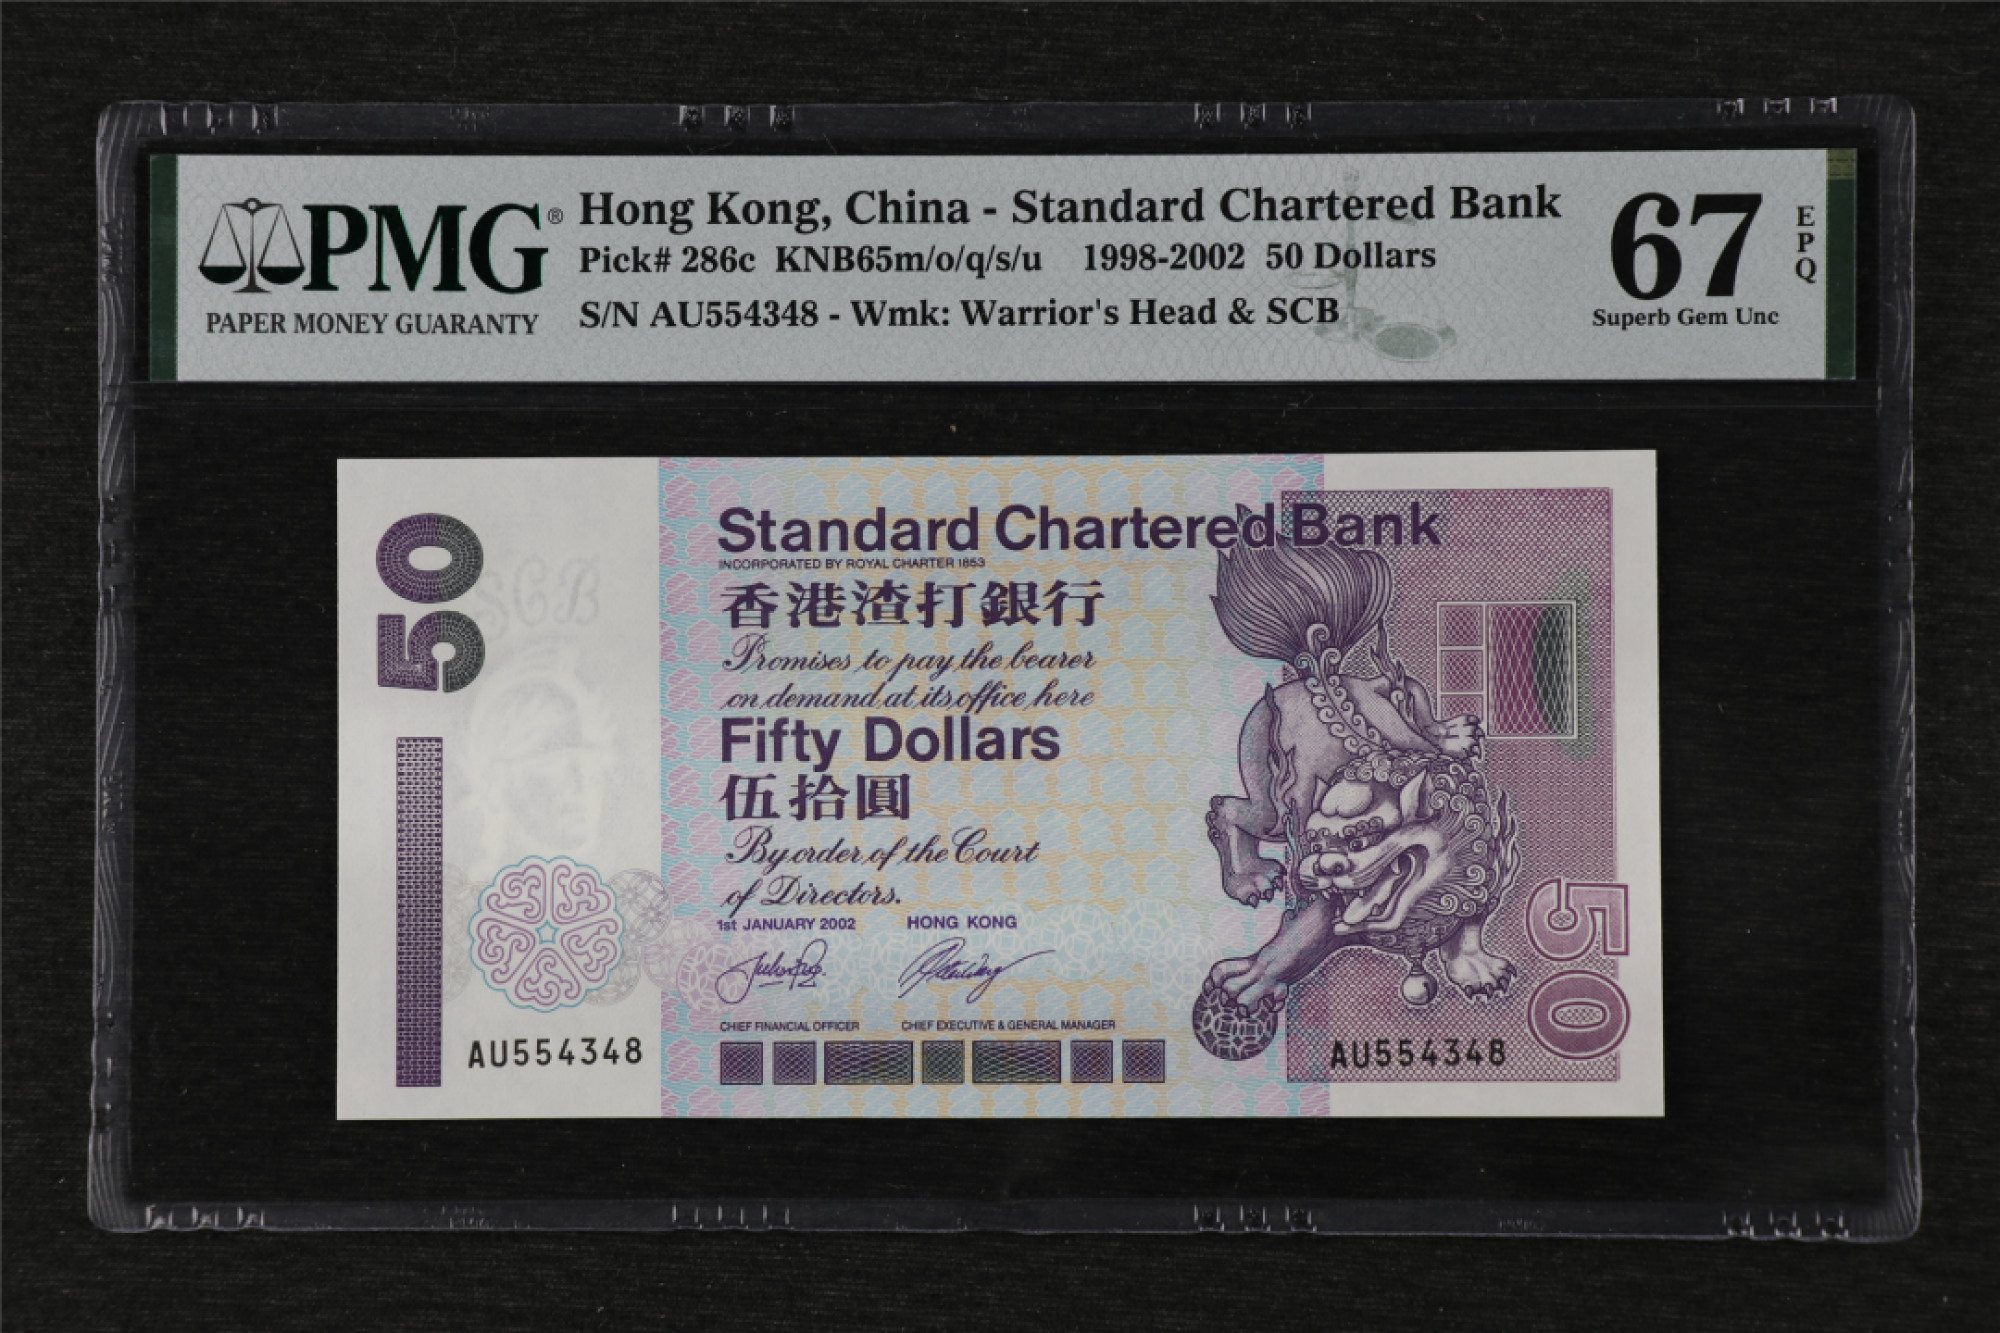 PMG®
PAPER MONEY GUARANTY
Hong Kong, China - Standard Chartered Bank
Pick# 286c KNB65m/o/q/s/u 1998-2002 50 Dollars
S/N AU554348 - Wmk: Warrior's Head & SCB
67
EPQ
Superb Gem Unc
50
SCB
Standard Chartered Bank
INCORPORATED BY ROYAL CHARTER 1853
香港渣打銀行
Promises to pay the bearer
on demand at its office here
Fifty Dollars
伍拾圓
By order of the Court
of Directors.
1st JANUARY 2002 HONG KONG
CHIEF FINANCIAL OFFICER CHIEF EXECUTIVE & GENERAL MANAGER
AU554348
AU554348
50